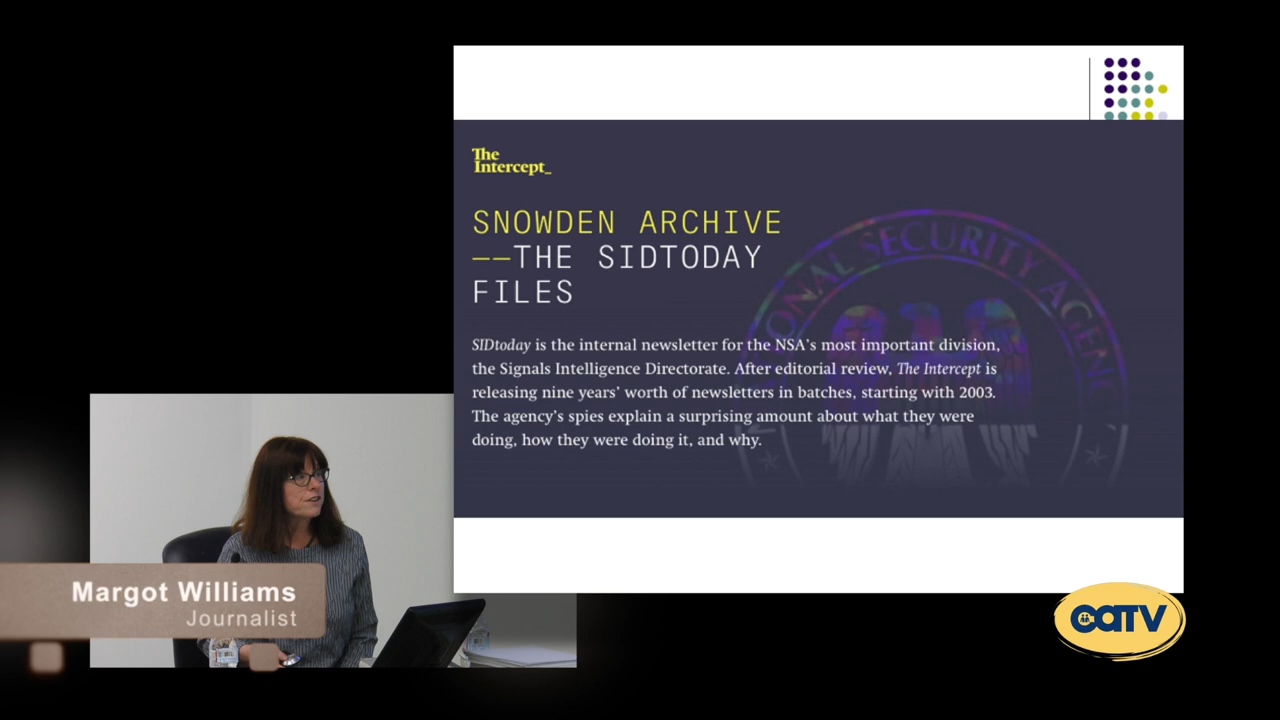 The
Intercept_
SNOWDEN ARCHIVE
——THE SIDTODAY
FILES
SIDtoday is the internal newsletter for the NSA's most important division,
the Signals Intelligence Directorate. After editorial review, The Intercept is
releasing nine years' worth of newsletters in batches, starting with 2003.
The agency's spies explain a surprising amount about what they were
doing, how they were doing it, and why.
SECURITY AGENC
Margot Williams
Journalist
CATV